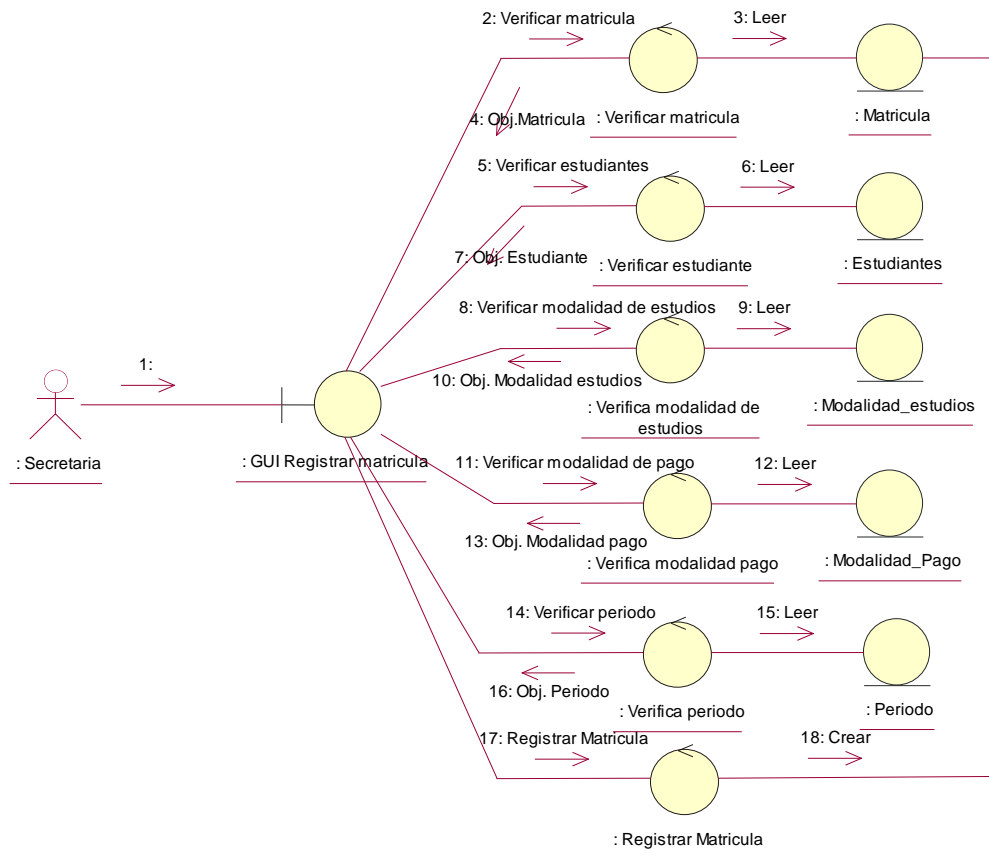 2: Verificar matricula
3: Leer
4: Obj.Matricula
: Verificar matricula
: Matricula
5: Verificar estudiantes
6: Leer
7: Obj. Estudiante
: Verificar estudiante
: Estudiantes
8: Verificar modalidad de estudios
9: Leer
10: Obj. Modalidad estudios
: Verifica modalidad de
estudios
: Modalidad_estudios
1:
: Secretaria
: GUI Registrar matricula
11: Verificar modalidad de pago
12: Leer
13: Obj. Modalidad pago
: Verifica modalidad pago
: Modalidad_Pago
14: Verificar periodo
15: Leer
16: Obj. Periodo
: Verifica periodo
: Periodo
17: Registrar Matricula
18: Crear
: Registrar Matricula